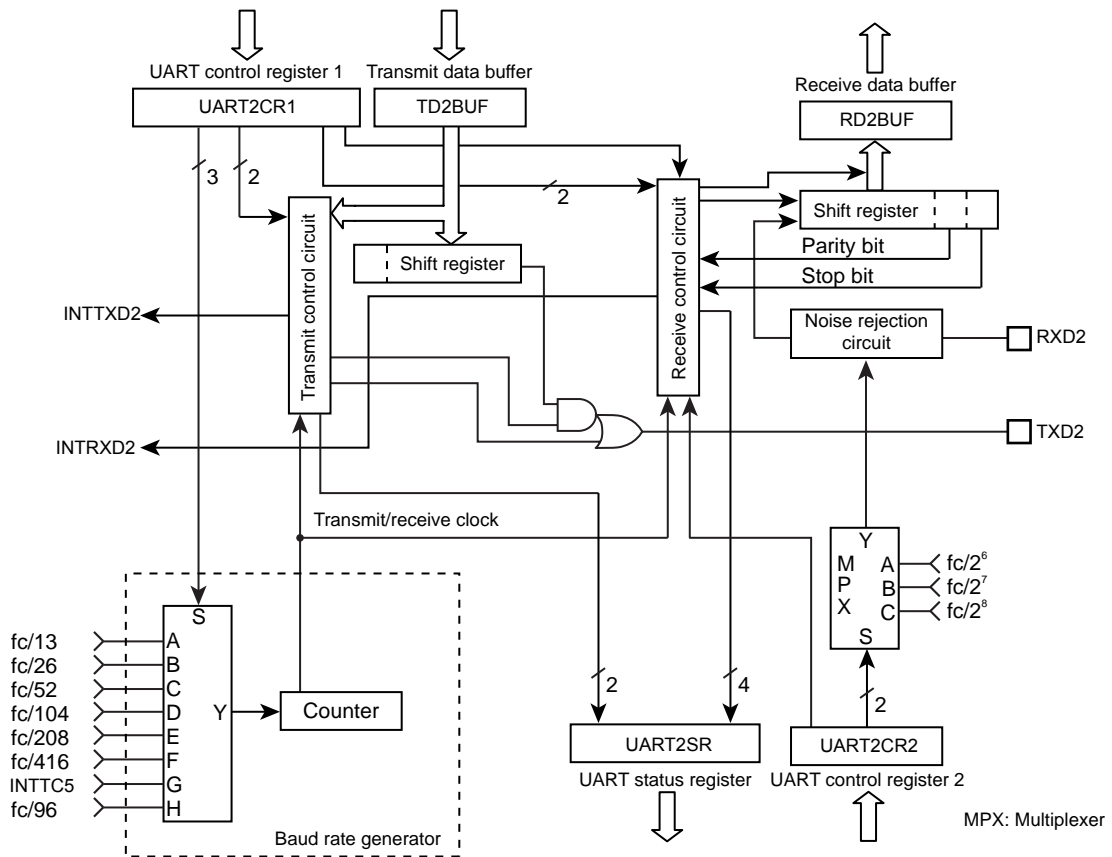 UART control register 1
Transmit data buffer
Receive data buffer
UART2CR1
TD2BUF
RD2BUF
3
2
2
Transmit control circuit
Receive control circuit
Shift register
Shift register
Parity bit
Stop bit
INTTXD2
Noise rejection
circuit
RXD2
INTRXD2
TXD2
Transmit/receive clock
Y
M
P
X
A
B
C
S
fc/2⁶
fc/2⁷
fc/2⁸
S
fc/13
A
fc/26
B
fc/52
C
fc/104
D
fc/208
E
fc/416
F
INTTC5
G
fc/96
H
Y
Counter
2
4
2
UART2SR
UART2CR2
UART status register
UART control register 2
Baud rate generator
MPX: Multiplexer